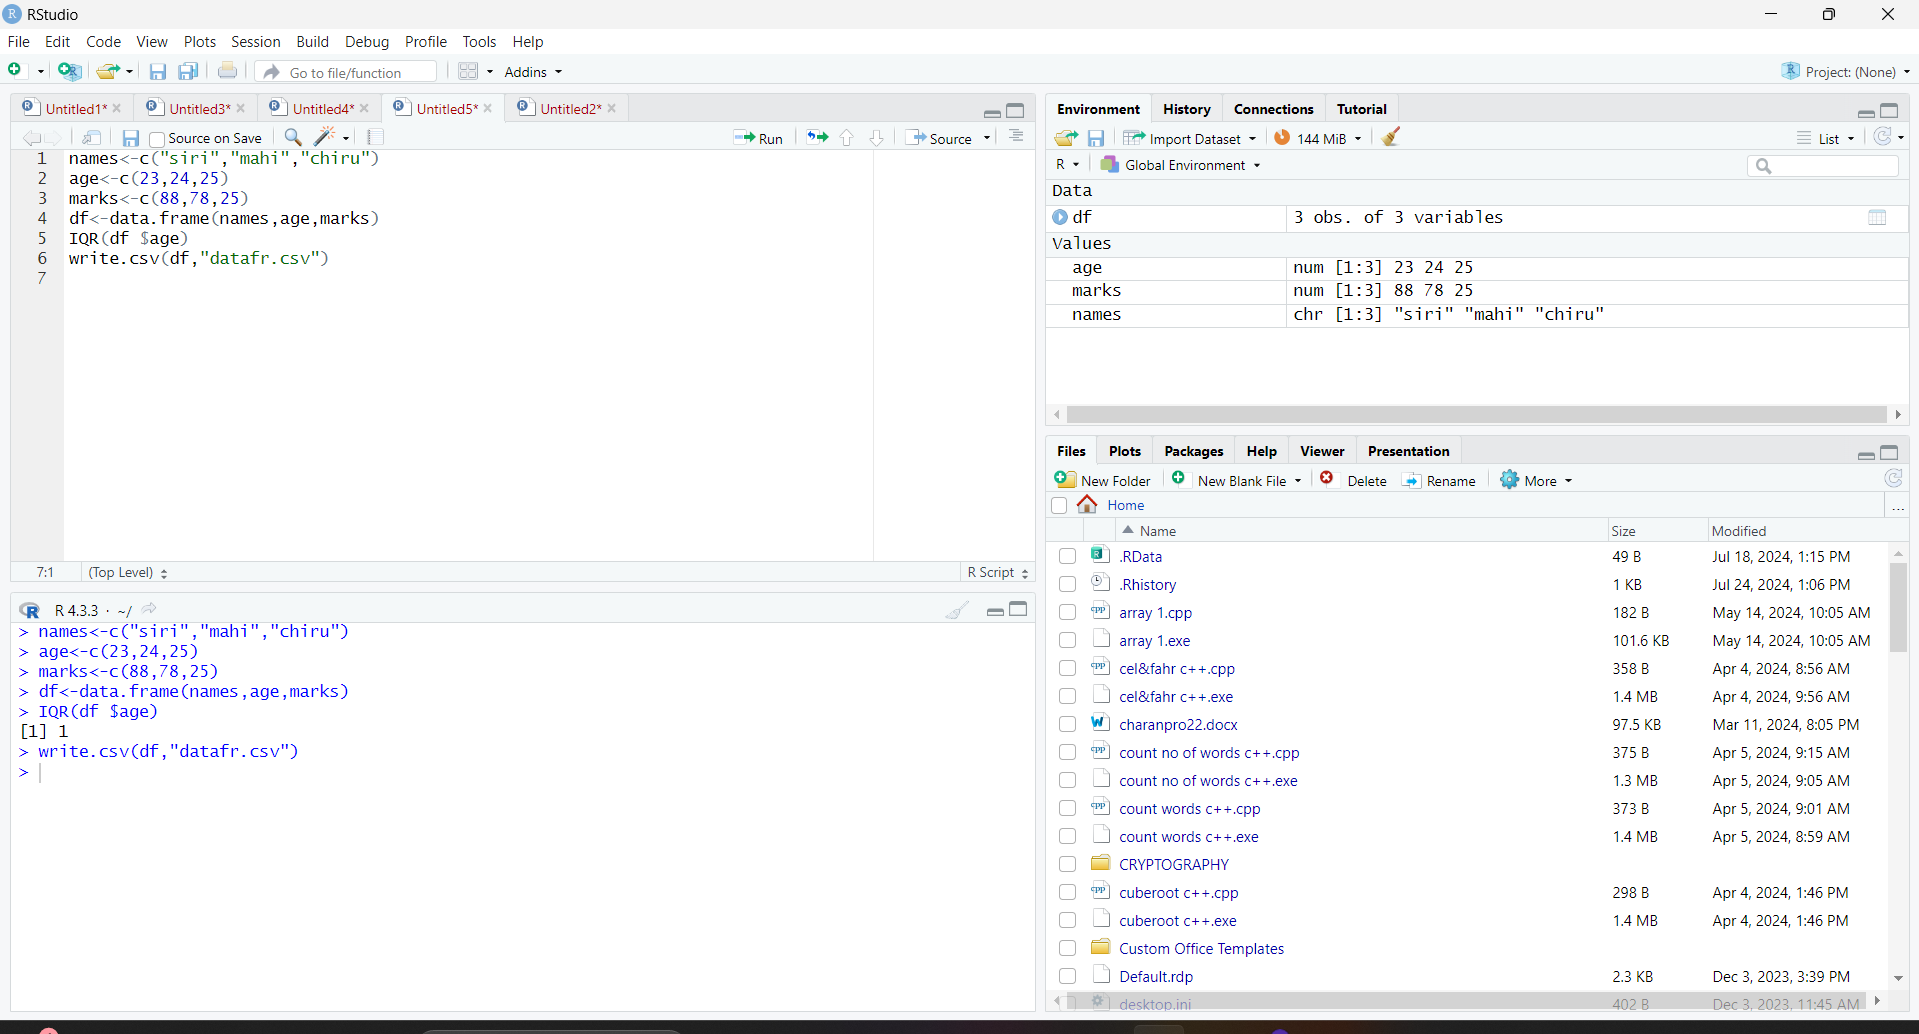 RStudio
File Edit Code View Plots Session Build Debug Profile Tools Help
Go to file/function Addins Project: (None)
Untitled1* Untitled3* Untitled4* Untitled5* Untitled2*
Source on Save Run Source
1 names<-c("siri","mahi","chiru")
2 age<-c(23,24,25)
3 marks<-c(88,78,25)
4 df<-data.frame(names,age,marks)
5 IQR(df $age)
6 write.csv(df,"datafr.csv")
7
7:1 (Top Level) R Script
R 4.3.3 · ~/
> names<-c("siri","mahi","chiru")
> age<-c(23,24,25)
> marks<-c(88,78,25)
> df<-data.frame(names,age,marks)
> IQR(df $age)
[1] 1
> write.csv(df,"datafr.csv")
>
Environment History Connections Tutorial
Import Dataset 144 MiB List
R Global Environment
Data
df 3 obs. of 3 variables
Values
age num [1:3] 23 24 25
marks num [1:3] 88 78 25
names chr [1:3] "siri" "mahi" "chiru"
Files Plots Packages Help Viewer Presentation
New Folder New Blank File Delete Rename More
Home ...
Name Size Modified
.RData 49 B Jul 18, 2024, 1:15 PM
.Rhistory 1 KB Jul 24, 2024, 1:06 PM
array 1.cpp 182 B May 14, 2024, 10:05 AM
array 1.exe 101.6 KB May 14, 2024, 10:05 AM
cel&fahr c++.cpp 358 B Apr 4, 2024, 8:56 AM
cel&fahr c++.exe 1.4 MB Apr 4, 2024, 9:56 AM
charanpro22.docx 97.5 KB Mar 11, 2024, 8:05 PM
count no of words c++.cpp 375 B Apr 5, 2024, 9:15 AM
count no of words c++.exe 1.3 MB Apr 5, 2024, 9:05 AM
count words c++.cpp 373 B Apr 5, 2024, 9:01 AM
count words c++.exe 1.4 MB Apr 5, 2024, 8:59 AM
CRYPTOGRAPHY
cuberoot c++.cpp 298 B Apr 4, 2024, 1:46 PM
cuberoot c++.exe 1.4 MB Apr 4, 2024, 1:46 PM
Custom Office Templates
Default.rdp 2.3 KB Dec 3, 2023, 3:39 PM
desktop.ini 402 B Dec 3, 2023, 11:45 AM